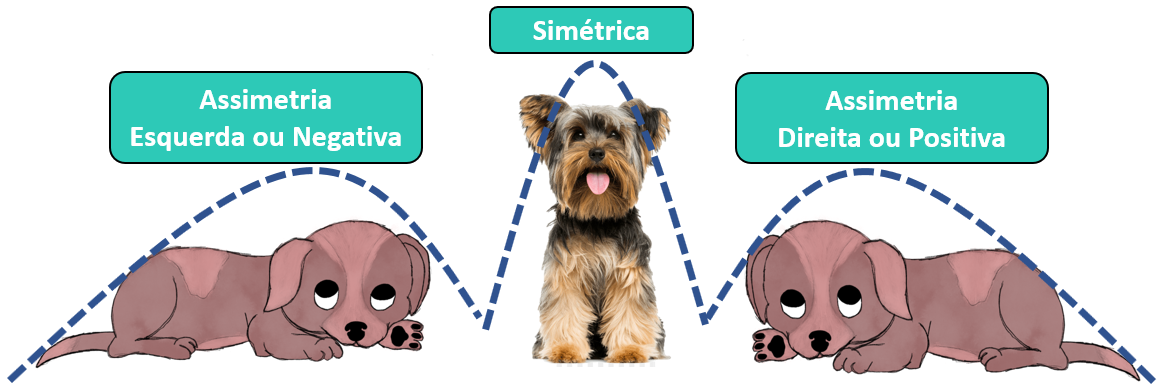 Simétrica
Assimetria
Esquerda ou Negativa
Assimetria
Direita ou Positiva